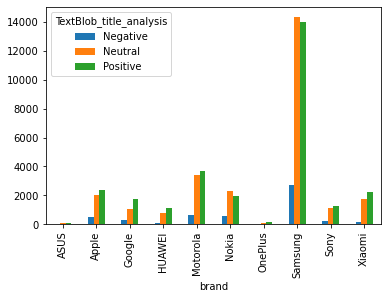 TextBlob_title_analysis
Negative
Neutral
Positive
14000
12000
10000
8000
6000
4000
2000
0
ASUS
Apple
Google
HUAWEI
Motorola
Nokia
OnePlus
Samsung
Sony
Xiaomi
brand